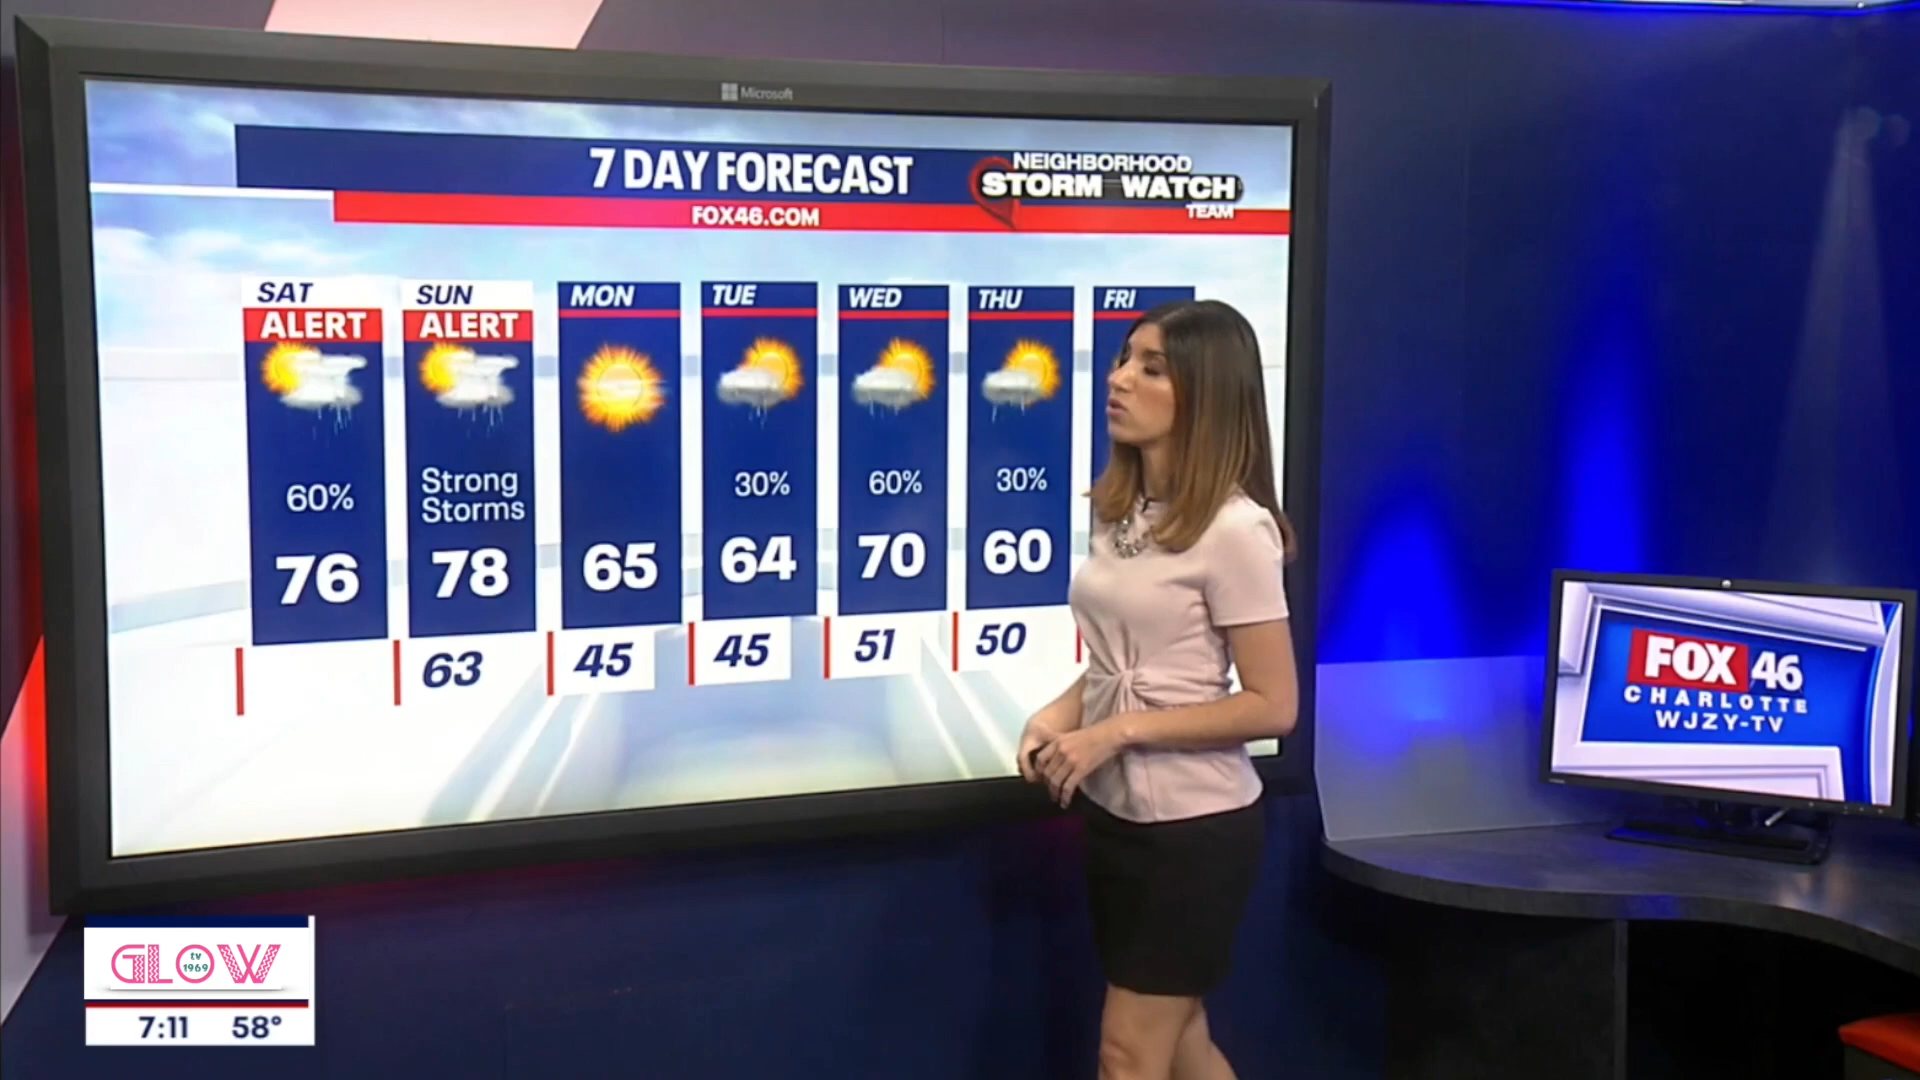 Microsoft
7 DAY FORECAST
NEIGHBORHOOD
STORM WATCH
TEAM
FOX46.COM
SAT
ALERT
60%
76
SUN
ALERT
Strong
Storms
78
63
MON
65
45
TUE
30%
64
45
WED
60%
70
51
THU
30%
60
50
FRI
FOX 46
CHARLOTTE
WJZY-TV
GLOW
tv
1969
7:11 58°